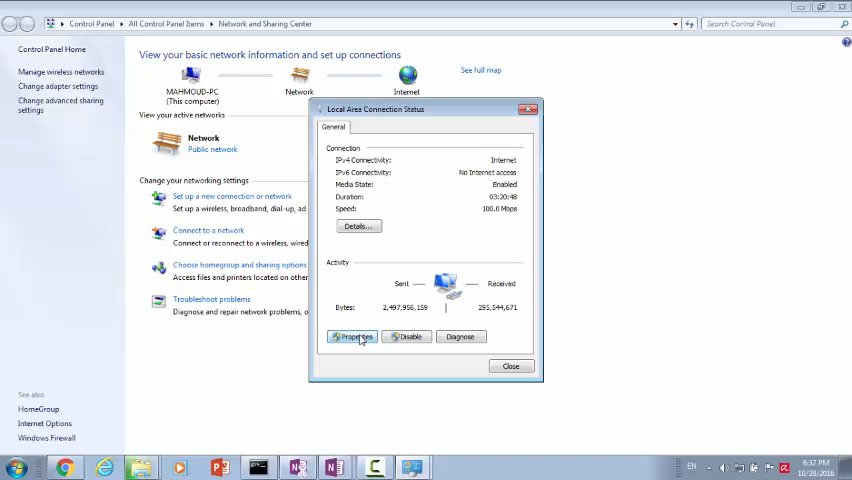 Control Panel
All Control Panel Items
Network and Sharing Center
Search Control Panel
Control Panel Home
Manage wireless networks
Change adapter settings
Change advanced sharing
settings
See also
HomeGroup
Internet Options
Windows Firewall
View your basic network information and set up connections
See full map
MAHMOUD-PC
(This computer)
Network
Internet
View your active networks
Network
Public network
Change your networking settings
Set up a new connection or network
Set up a wireless, broadband, dial-up, ad
Connect to a network
Connect or reconnect to a wireless, wired,
Choose homegroup and sharing options
Access files and printers located on other
Troubleshoot problems
Diagnose and repair network problems, o
Local Area Connection Status
General
Connection
IPv4 Connectivity: Internet
IPv6 Connectivity: No Internet access
Media State: Enabled
Duration: 03:20:48
Speed: 100.0 Mbps
Details...
Activity
Sent
Received
Bytes: 2,497,956,159 295,544,671
Properties
Disable
Diagnose
Close
EN
6:32 PM
10/28/2016